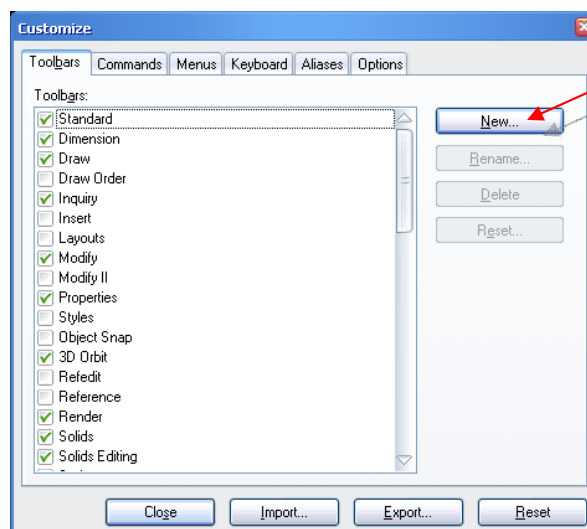 Customize
Toolbars Commands Menus Keyboard Aliases Options
Toolbars:
Standard
Dimension
Draw
Draw Order
Inquiry
Insert
Layouts
Modify
Modify II
Properties
Styles
Object Snap
3D Orbit
Refedit
Reference
Render
Solids
Solids Editing
New...
Rename...
Delete
Reset...
Close Import... Export... Reset